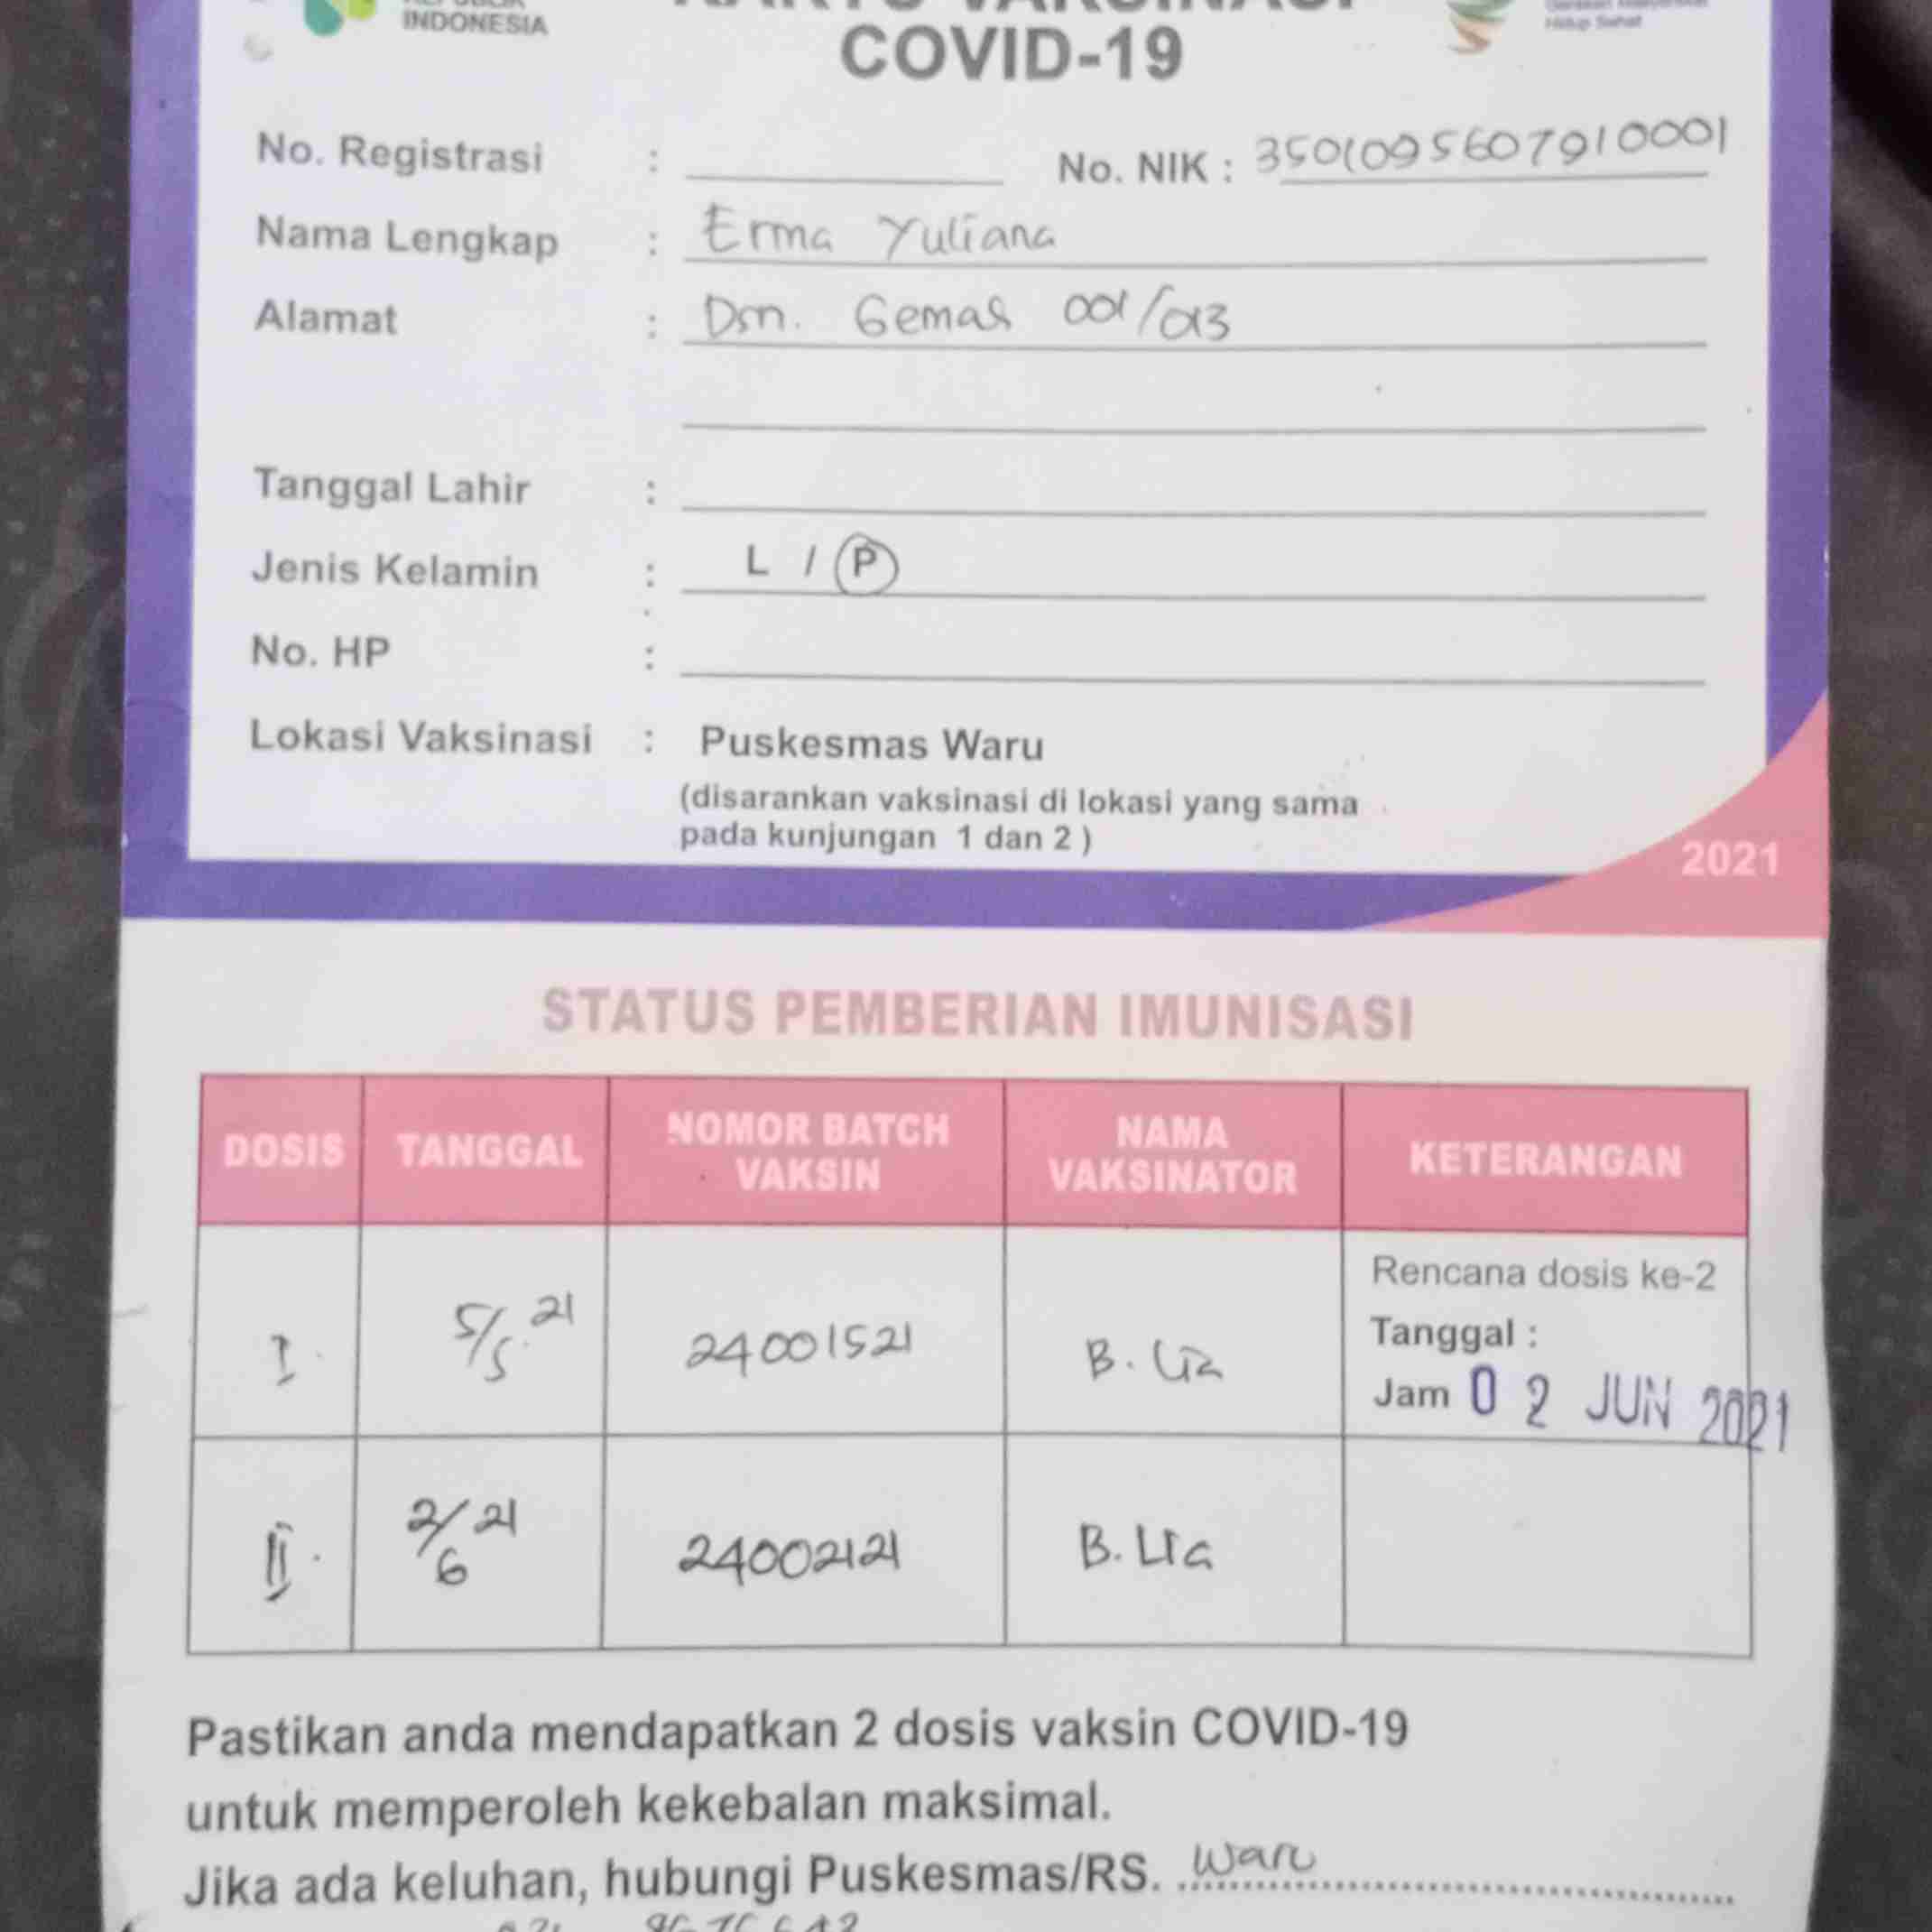 INDONESIA
COVID-19
Hidup Sehat
No. Registrasi : No. NIK : 3501095607910001
Nama Lengkap : Erma Yuliana
Alamat : Dsn. Gemas 001/013
Tanggal Lahir :
Jenis Kelamin : L / P
No. HP :
Lokasi Vaksinasi : Puskesmas Waru
(disarankan vaksinasi di lokasi yang sama
pada kunjungan 1 dan 2 )
2021
STATUS PEMBERIAN IMUNISASI
DOSIS TANGGAL NOMOR BATCH VAKSIN NAMA VAKSINATOR KETERANGAN
I. 5/5.21 24001521 B. Lia Rencana dosis ke-2
Tanggal :
Jam 02 JUN 2021
II. 2/6 21 24002121 B. Lia
Pastikan anda mendapatkan 2 dosis vaksin COVID-19
untuk memperoleh kekebalan maksimal.
Jika ada keluhan, hubungi Puskesmas/RS. Waru